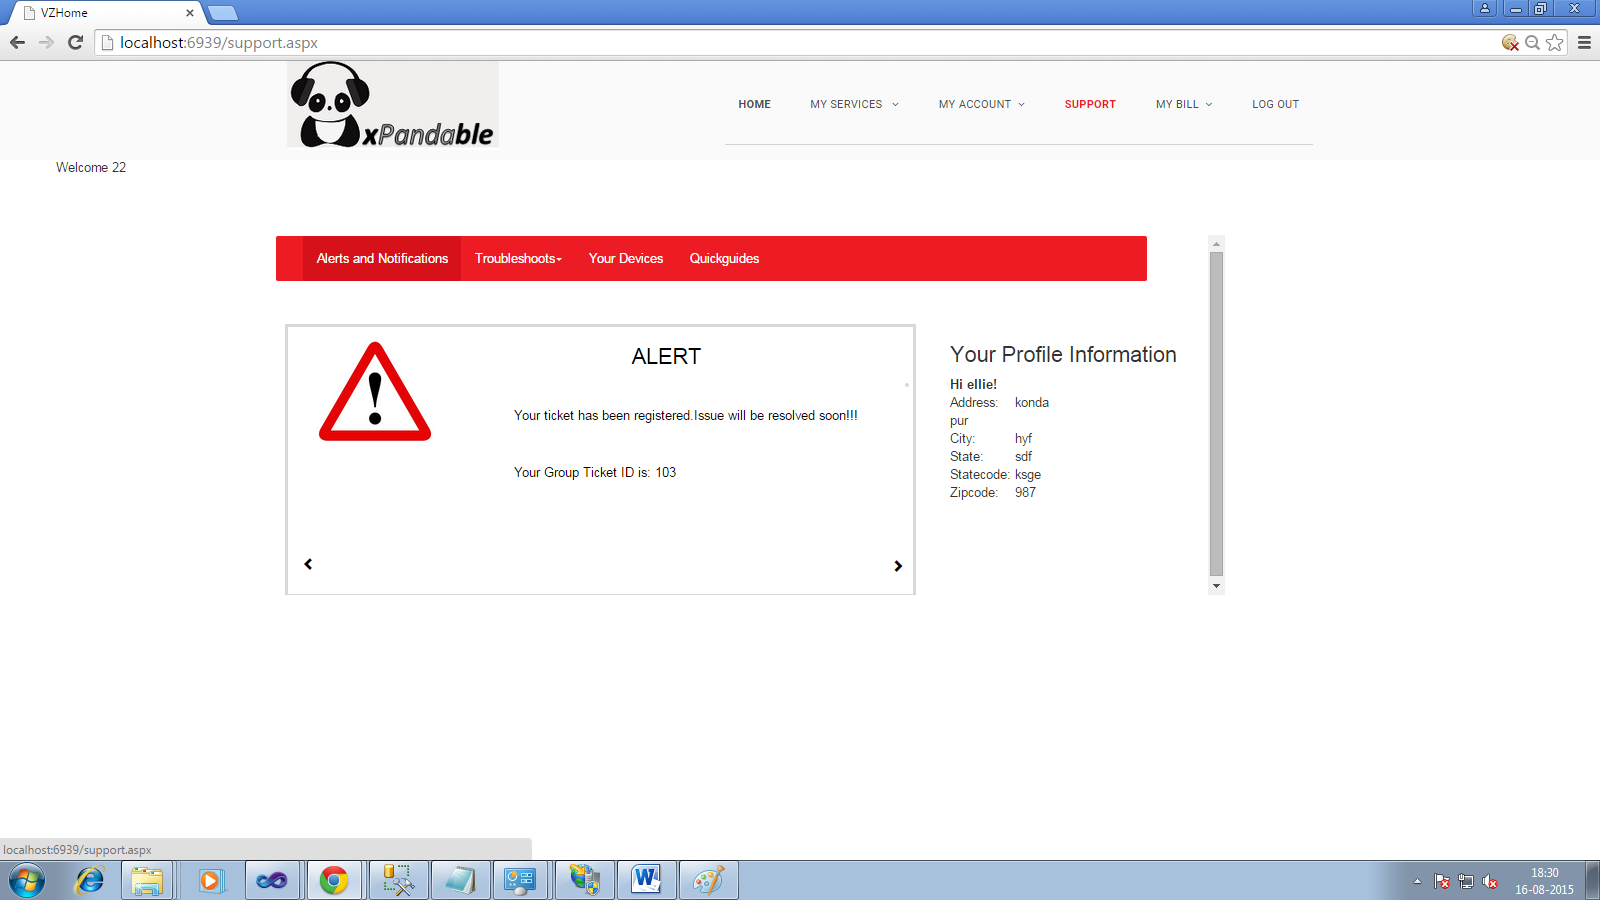 VZHome
localhost:6939/support.aspx
xPandable
HOME MY SERVICES MY ACCOUNT SUPPORT MY BILL LOG OUT
Welcome 22
Alerts and Notifications Troubleshoots Your Devices Quickguides
ALERT
Your ticket has been registered.Issue will be resolved soon!!!
Your Group Ticket ID is: 103
Your Profile Information
Hi ellie!
Address: konda
pur
City: hyf
State: sdf
Statecode: ksge
Zipcode: 987
localhost:6939/support.aspx
18:30
16-08-2015